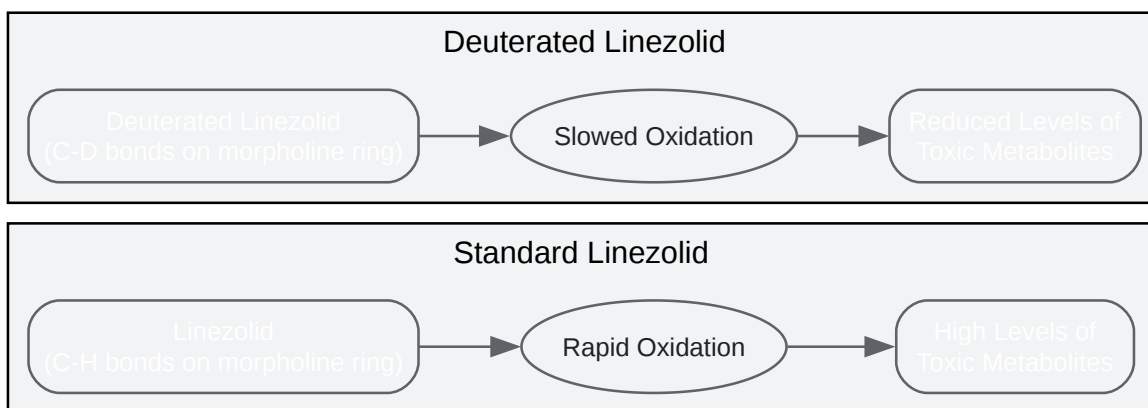 Deuterated Linezolid
Deuterated Linezolid
(C-D bonds on morpholine ring)
Slowed Oxidation
Reduced Levels of
Toxic Metabolites
Standard Linezolid
Linezolid
(C-H bonds on morpholine ring)
Rapid Oxidation
High Levels of
Toxic Metabolites